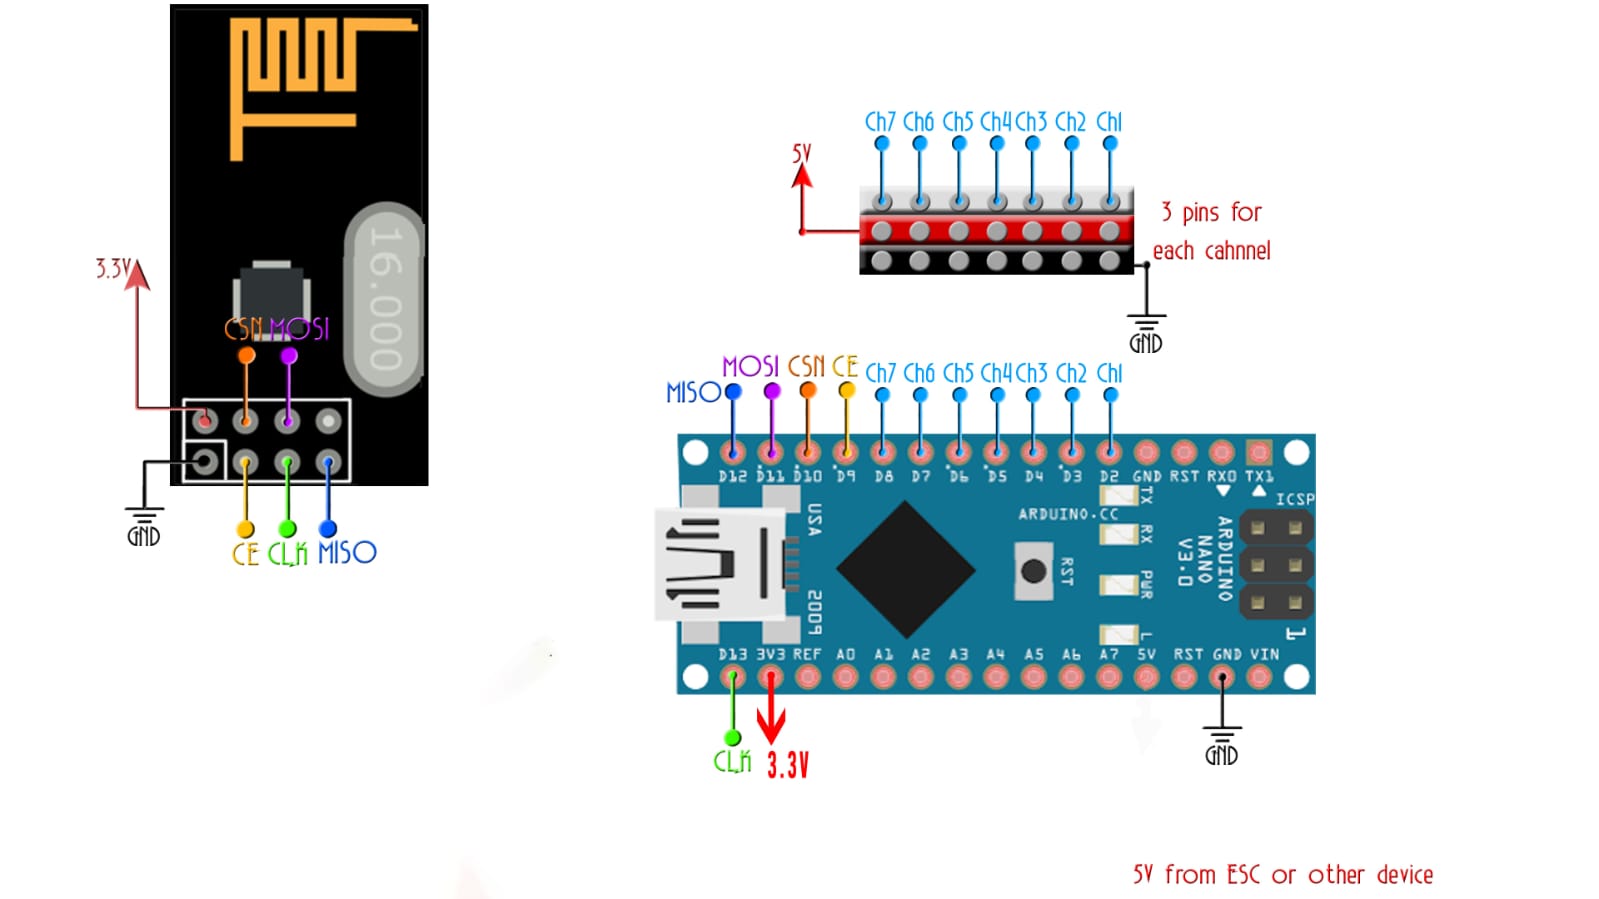 16.000
3.3V
CSN MOSI
GND
CE CLK MISO
Ch7 Ch6 Ch5 Ch4 Ch3 Ch2 Ch1
5V
3 pins for
each cahnnel
GND
MISO MOSI CSN CE Ch7 Ch6 Ch5 Ch4 Ch3 Ch2 Ch1
D12 D11 D10 D9 D8 D7 D6 D5 D4 D3 D2 GND RST RX0 TX1
TX
RX
PWR
L
ICSP
ARDUINO.CC
USA
2009
RST
ARDUINO
NANO
V3.0
1
D13 3V3 REF A0 A1 A2 A3 A4 A5 A6 A7 5V RST GND VIN
CLK 3.3V
GND
5V from ESC or other device